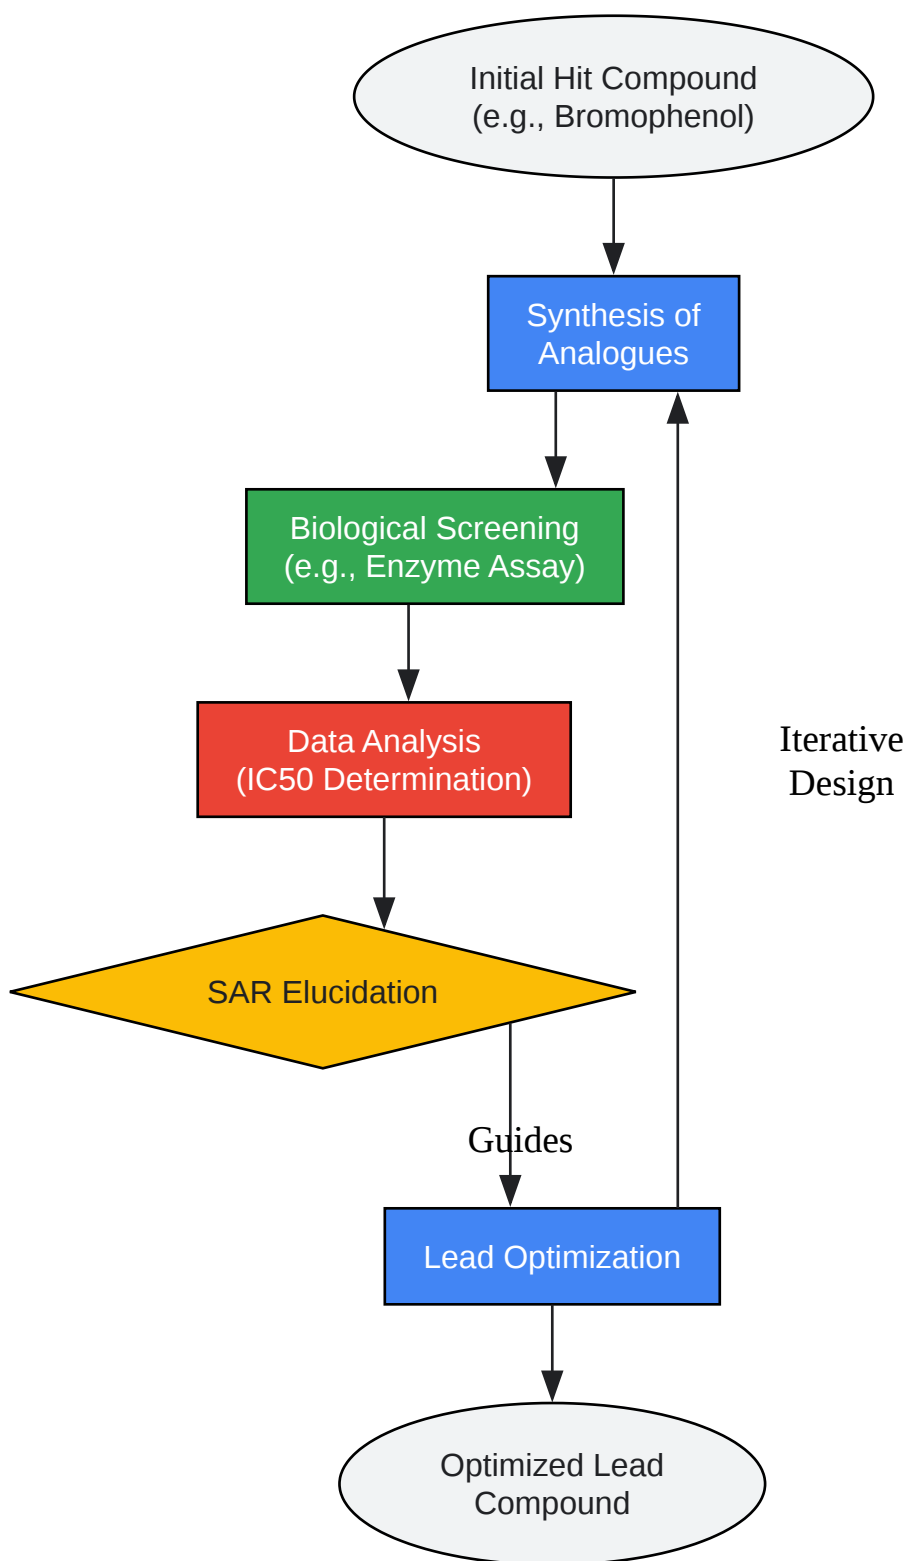 Initial Hit Compound
(e.g., Bromophenol)
Synthesis of
Analogues
Biological Screening
(e.g., Enzyme Assay)
Data Analysis
(IC50 Determination)
Iterative
Design
SAR Elucidation
Guides
Lead Optimization
Optimized Lead
Compound